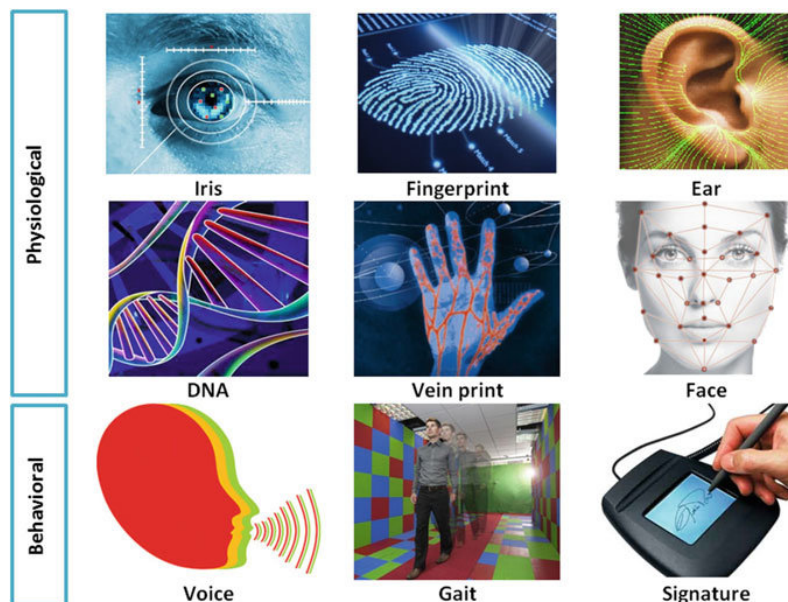 Physiological
Iris
Fingerprint
Ear
DNA
Vein print
Face
Behavioral
Voice
Gait
Signature